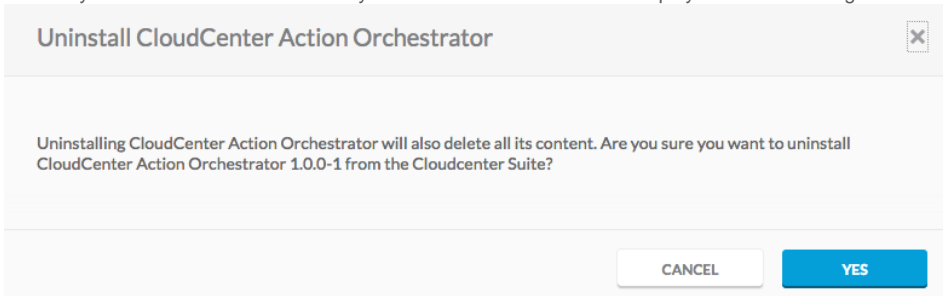 Uninstall CloudCenter Action Orchestrator
Uninstalling CloudCenter Action Orchestrator will also delete all its content. Are you sure you want to uninstall
CloudCenter Action Orchestrator 1.0.0-1 from the Cloudcenter Suite?
CANCEL YES